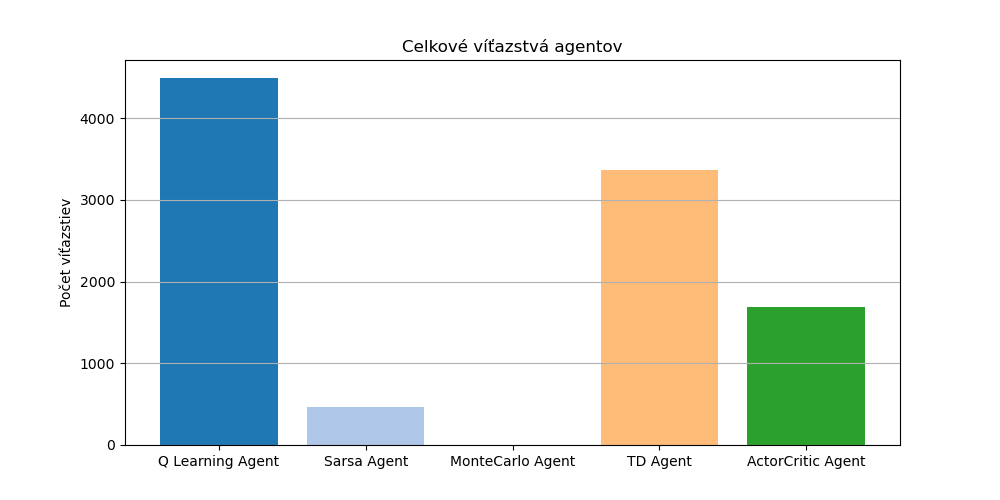 Celkové víťazstvá agentov
Počet víťazstiev
4000
3000
2000
1000
0
Q Learning Agent
Sarsa Agent
MonteCarlo Agent
TD Agent
ActorCritic Agent